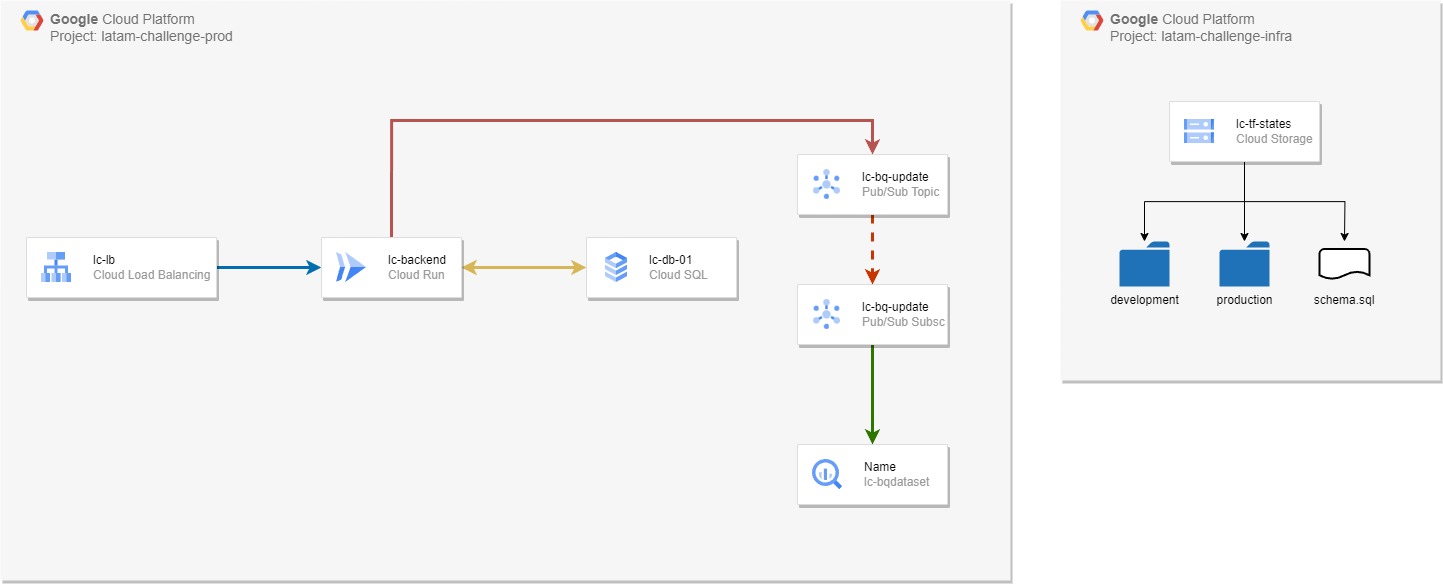 Google Cloud Platform
Project: latam-challenge-prod
lc-lb
Cloud Load Balancing
lc-backend
Cloud Run
lc-db-01
Cloud SQL
lc-bq-update
Pub/Sub Topic
lc-bq-update
Pub/Sub Subsc
Name
lc-bqdataset
Google Cloud Platform
Project: latam-challenge-infra
lc-tf-states
Cloud Storage
development
production
schema.sql